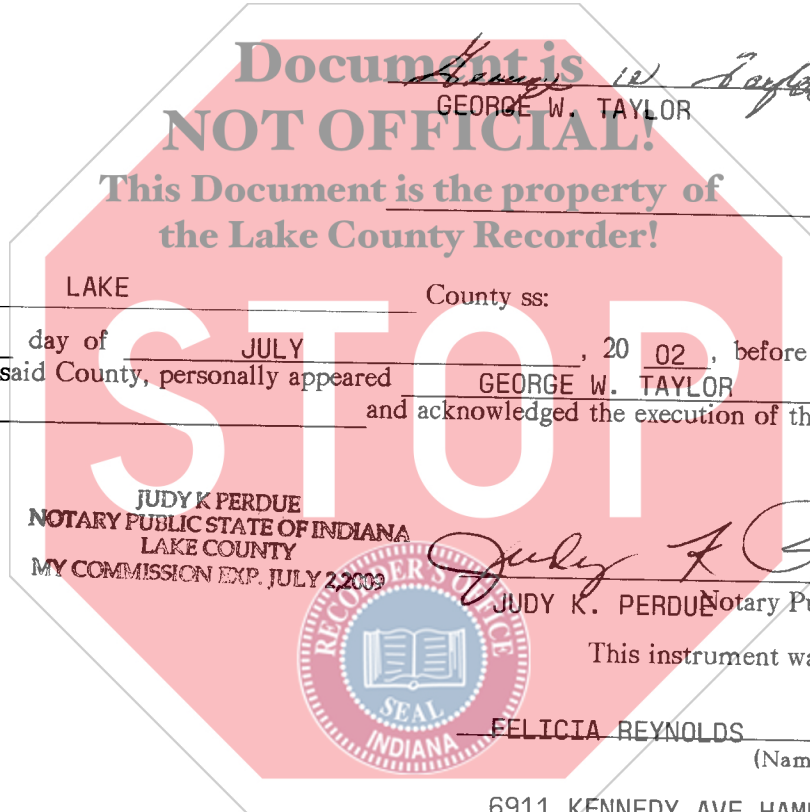 Document is
George W Taylor
GEORGE W. TAYLOR
NOT OFFICIAL!
This Document is the property of
the Lake County Recorder!
LAKE County ss:
day of JULY, 20 02, before
said County, personally appeared GEORGE W. TAYLOR
and acknowledged the execution of th
STOP
JUDY K PERDUE
NOTARY PUBLIC STATE OF INDIANA
LAKE COUNTY
MY COMMISSION EXP. JULY 2,2009
Judy K
JUDY K. PERDUE Notary Pu
RECORDER'S OFFICE
SEAL
INDIANA
This instrument wa
FELICIA REYNOLDS
(Nam
6911 KENNEDY AVE HAM